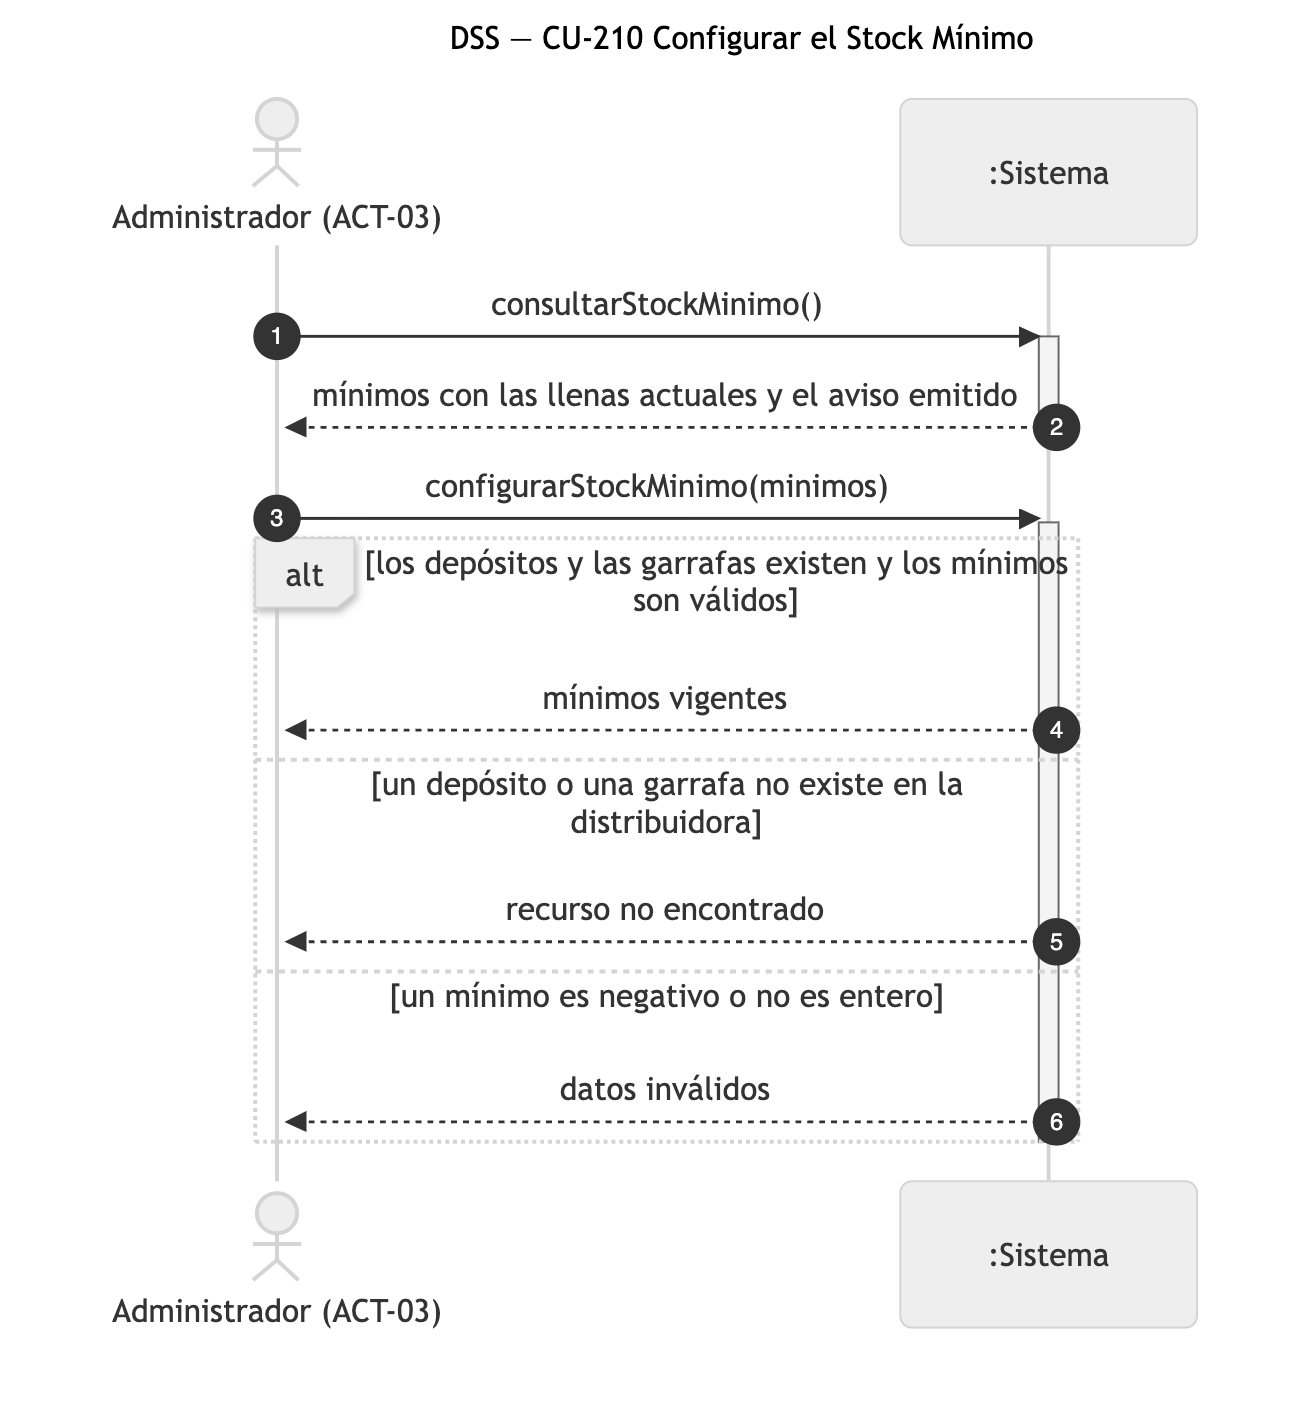 DSS — CU-210 Configurar el Stock Mínimo
Administrador (ACT-03)
:Sistema
consultarStockMinimo()
1
mínimos con las llenas actuales y el aviso emitido
2
configurarStockMinimo(minimos)
3
alt
[los depósitos y las garrafas existen y los mínimos
son válidos]
mínimos vigentes
4
[un depósito o una garrafa no existe en la
distribuidora]
recurso no encontrado
5
[un mínimo es negativo o no es entero]
datos inválidos
6
Administrador (ACT-03)
:Sistema